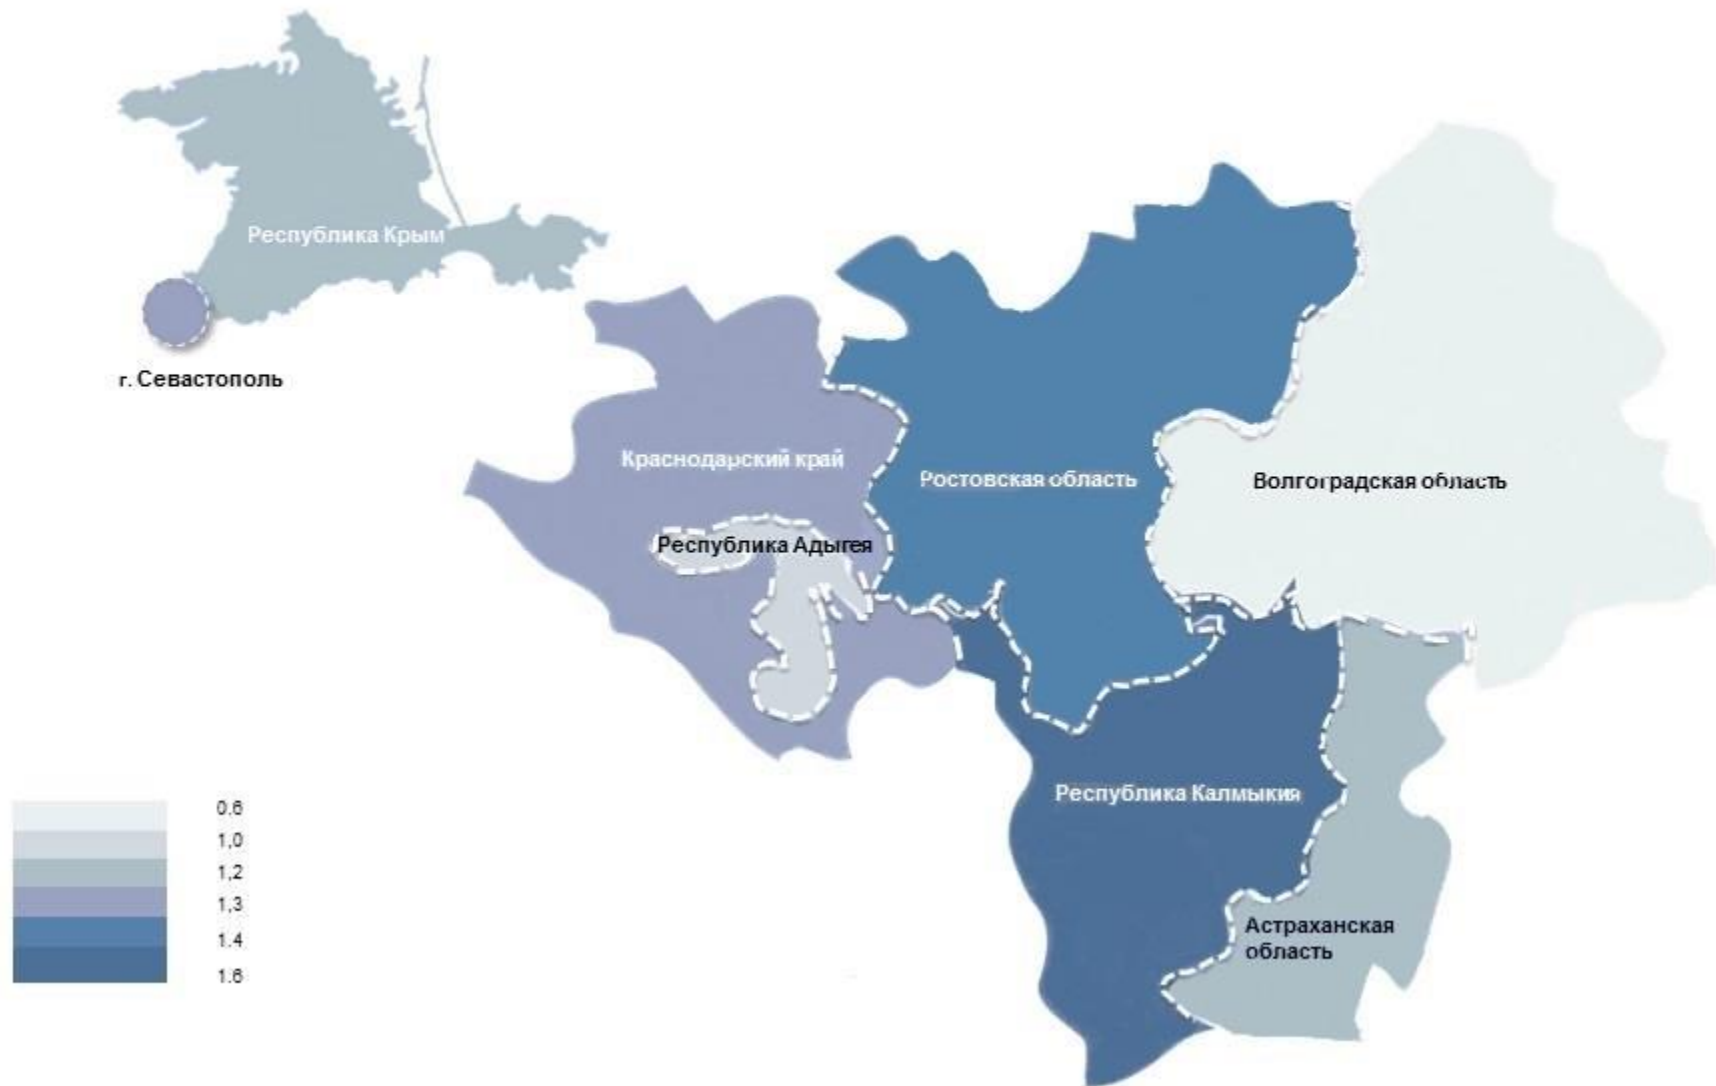 Республика Крым
г. Севастополь
Краснодарский край
Ростовская область
Волгоградская область
Республика Адыгея
Республика Калмыкия
Астраханская
область
0.6
1,0
1,2
1,3
1.4
1.6